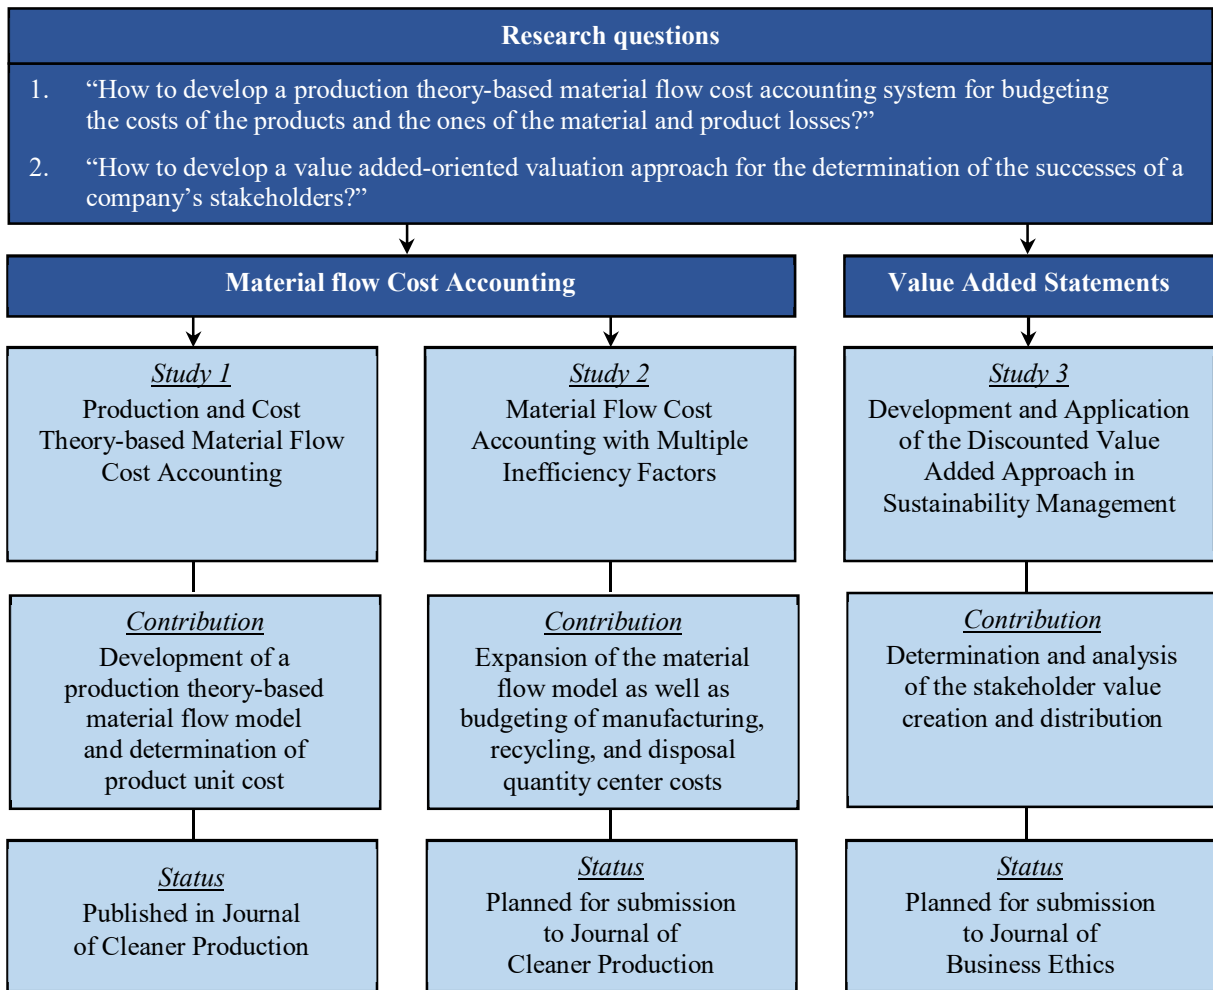 Research questions
1. “How to develop a production theory-based material flow cost accounting system for budgeting
the costs of the products and the ones of the material and product losses?”
2. “How to develop a value added-oriented valuation approach for the determination of the successes of a
company’s stakeholders?”
Material flow Cost Accounting
Value Added Statements
Study 1
Production and Cost
Theory-based Material Flow
Cost Accounting
Study 2
Material Flow Cost
Accounting with Multiple
Inefficiency Factors
Study 3
Development and Application
of the Discounted Value
Added Approach in
Sustainability Management
Contribution
Development of a
production theory-based
material flow model
and determination of
product unit cost
Contribution
Expansion of the material
flow model as well as
budgeting of manufacturing,
recycling, and disposal
quantity center costs
Contribution
Determination and analysis
of the stakeholder value
creation and distribution
Status
Published in Journal
of Cleaner Production
Status
Planned for submission
to Journal of
Cleaner Production
Status
Planned for submission
to Journal of
Business Ethics